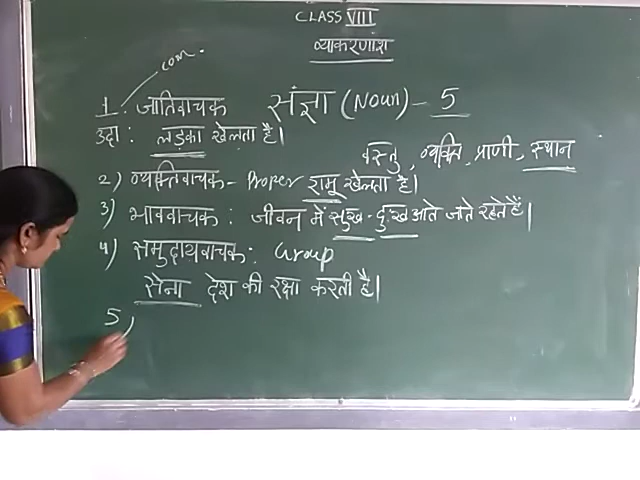 CLASS VIII
व्याकरणांश
com.
1. जातिवाचक संज्ञा (Noun) - 5
उदा: लड़का खेलता है।
वस्तु, व्यक्ति, प्राणी, स्थान
2) व्यक्तिवाचक - Proper रामू खेलता है।
3) भाववाचक : जीवन में सुख - दुःख आते जाते रहते हैं।
4) समुदायवाचक : Group
सेना देश की रक्षा करती है।
5)